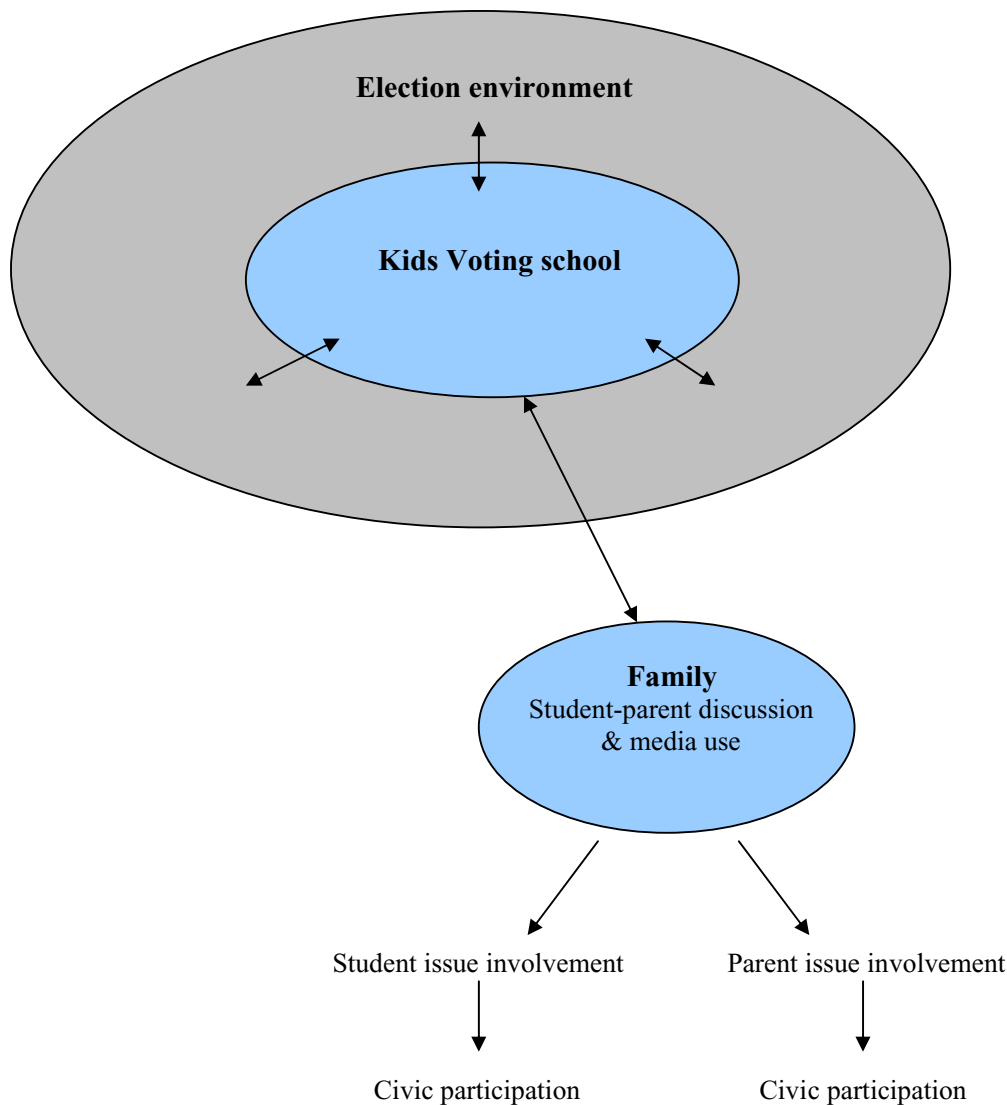 Election environment
Kids Voting school
Family
Student-parent discussion
& media use
Student issue involvement
Parent issue involvement
Civic participation
Civic participation